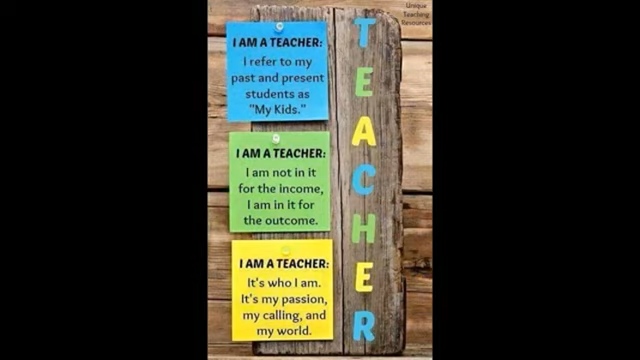 Unique
Teaching
Resources
I AM A TEACHER:
I refer to my
past and present
students as
"My Kids."
I AM A TEACHER:
I am not in it
for the income,
I am in it for
the outcome.
I AM A TEACHER:
It's who I am.
It's my passion,
my calling, and
my world.
TEACHER